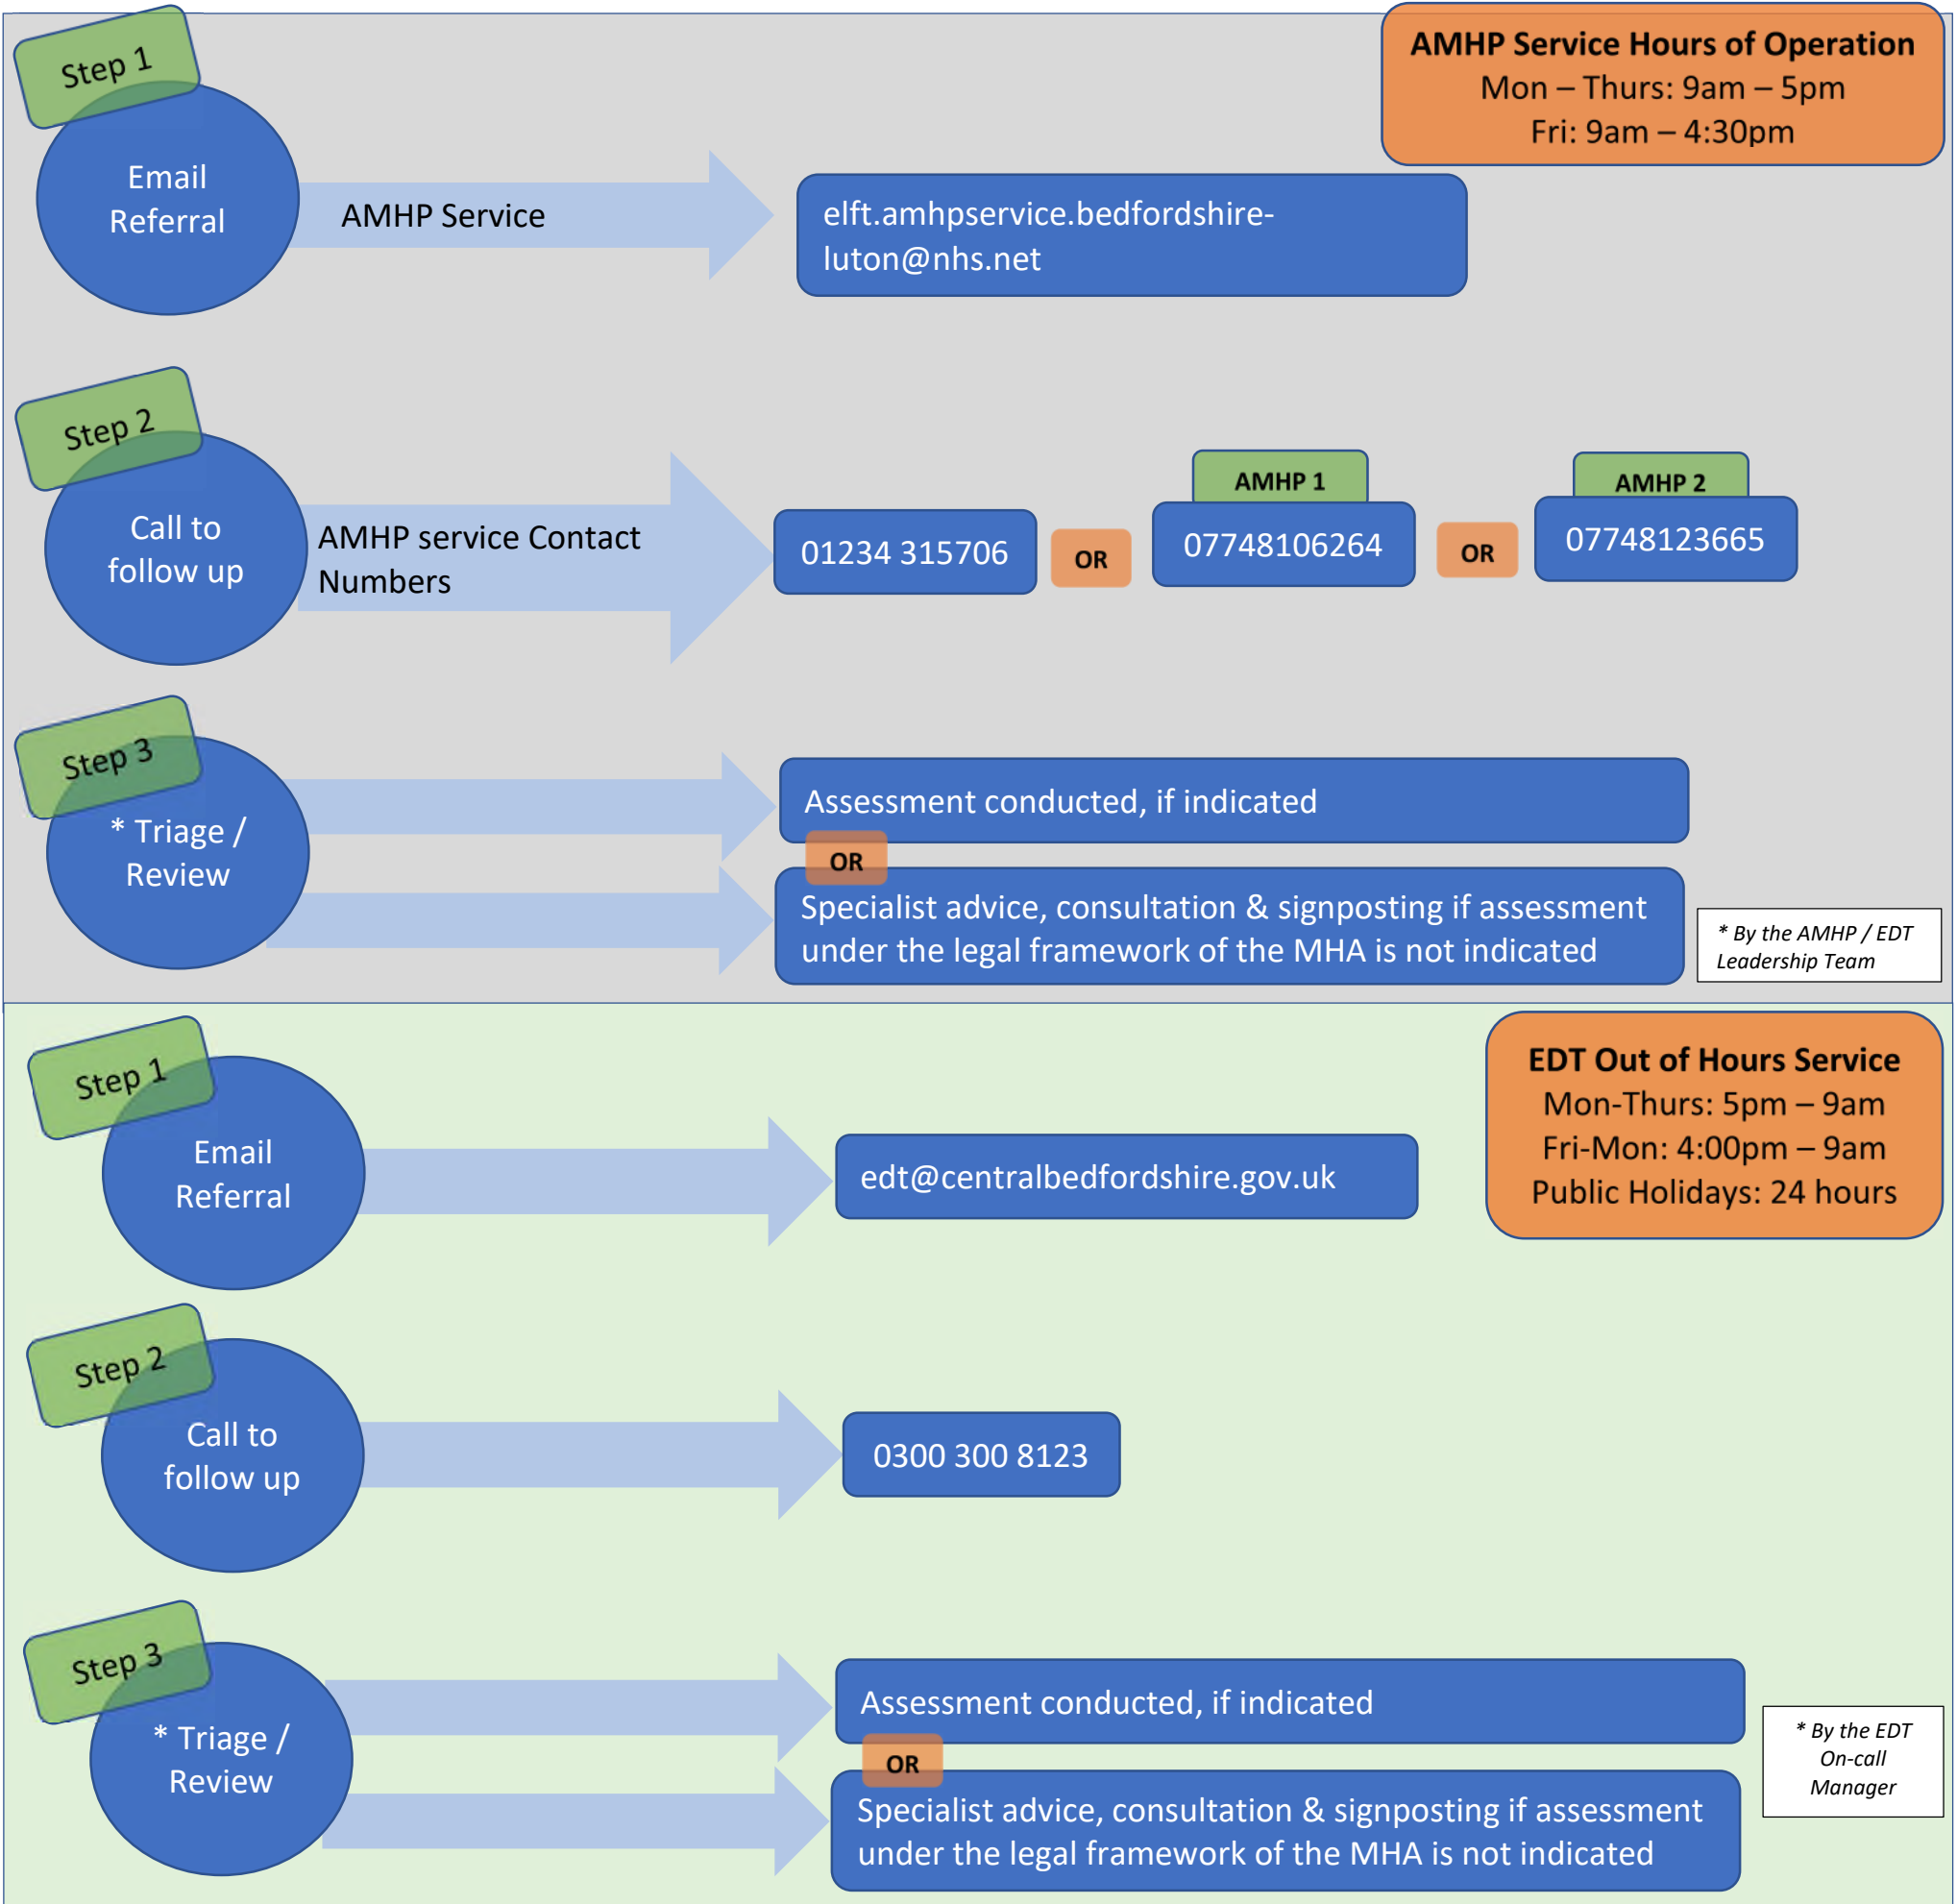 AMHP Service Hours of Operation
Mon – Thurs: 9am – 5pm
Fri: 9am – 4:30pm
Step 1
Email
Referral
AMHP Service
elft.amhpservice.bedfordshire-
luton@nhs.net
Step 2
Call to
follow up
AMHP service Contact
Numbers
01234 315706
OR
AMHP 1
07748106264
OR
AMHP 2
07748123665
Step 3
* Triage /
Review
Assessment conducted, if indicated
OR
Specialist advice, consultation & signposting if assessment
under the legal framework of the MHA is not indicated
* By the AMHP / EDT
Leadership Team
EDT Out of Hours Service
Mon-Thurs: 5pm – 9am
Fri-Mon: 4:00pm – 9am
Public Holidays: 24 hours
Step 1
Email
Referral
edt@centralbedfordshire.gov.uk
Step 2
Call to
follow up
0300 300 8123
Step 3
* Triage /
Review
Assessment conducted, if indicated
OR
Specialist advice, consultation & signposting if assessment
under the legal framework of the MHA is not indicated
* By the EDT
On-call
Manager